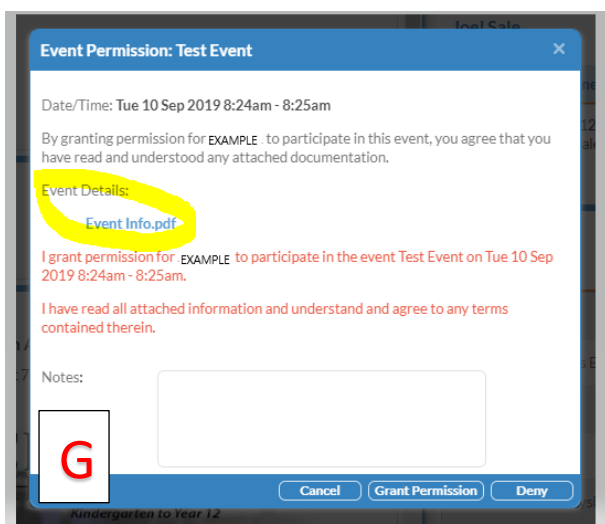 Joel Sale
Event Permission: Test Event
Date/Time: Tue 10 Sep 2019 8:24am - 8:25am
By granting permission for EXAMPLE to participate in this event, you agree that you
have read and understood any attached documentation.
Event Details:
Event Info.pdf
I grant permission for EXAMPLE to participate in the event Test Event on Tue 10 Sep
2019 8:24am - 8:25am.
I have read all attached information and understand and agree to any terms
contained therein.
Notes:
G
Cancel
Grant Permission
Deny
Kindergarten to Year 12